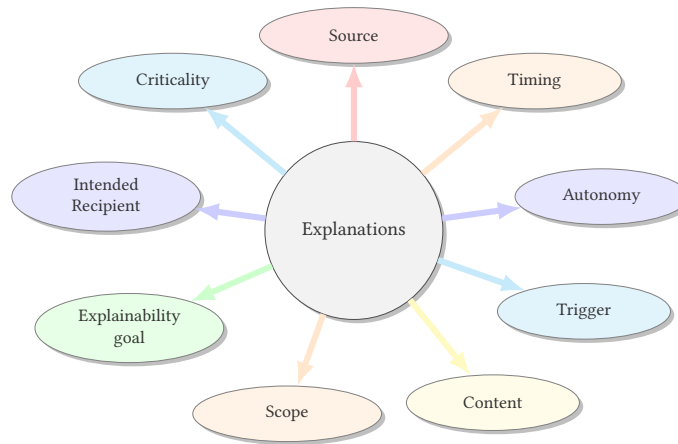 Source
Criticality
Timing
Intended
Recipient
Autonomy
Explanations
Explainability
goal
Trigger
Scope
Content